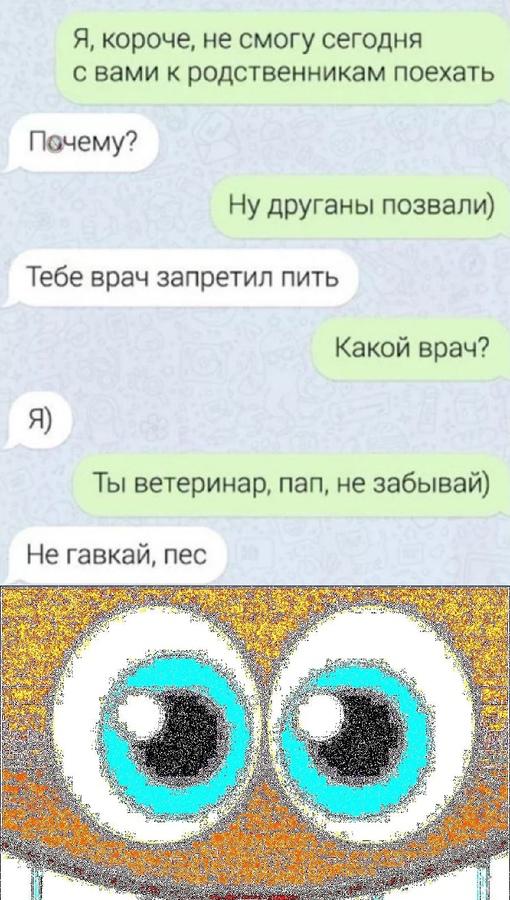 Я, короче, не смогу сегодня
с вами к родственникам поехать
Почему?
Ну друганы позвали)
Тебе врач запретил пить
Какой врач?
Я)
Ты ветеринар, пап, не забывай)
Не гавкай, пес